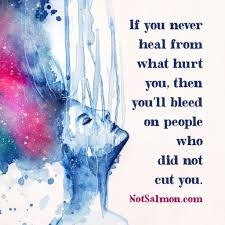 If you never
heal from
what hurt
you, then
you'll bleed
on people
who
did not
cut you.
NotSalmon.com